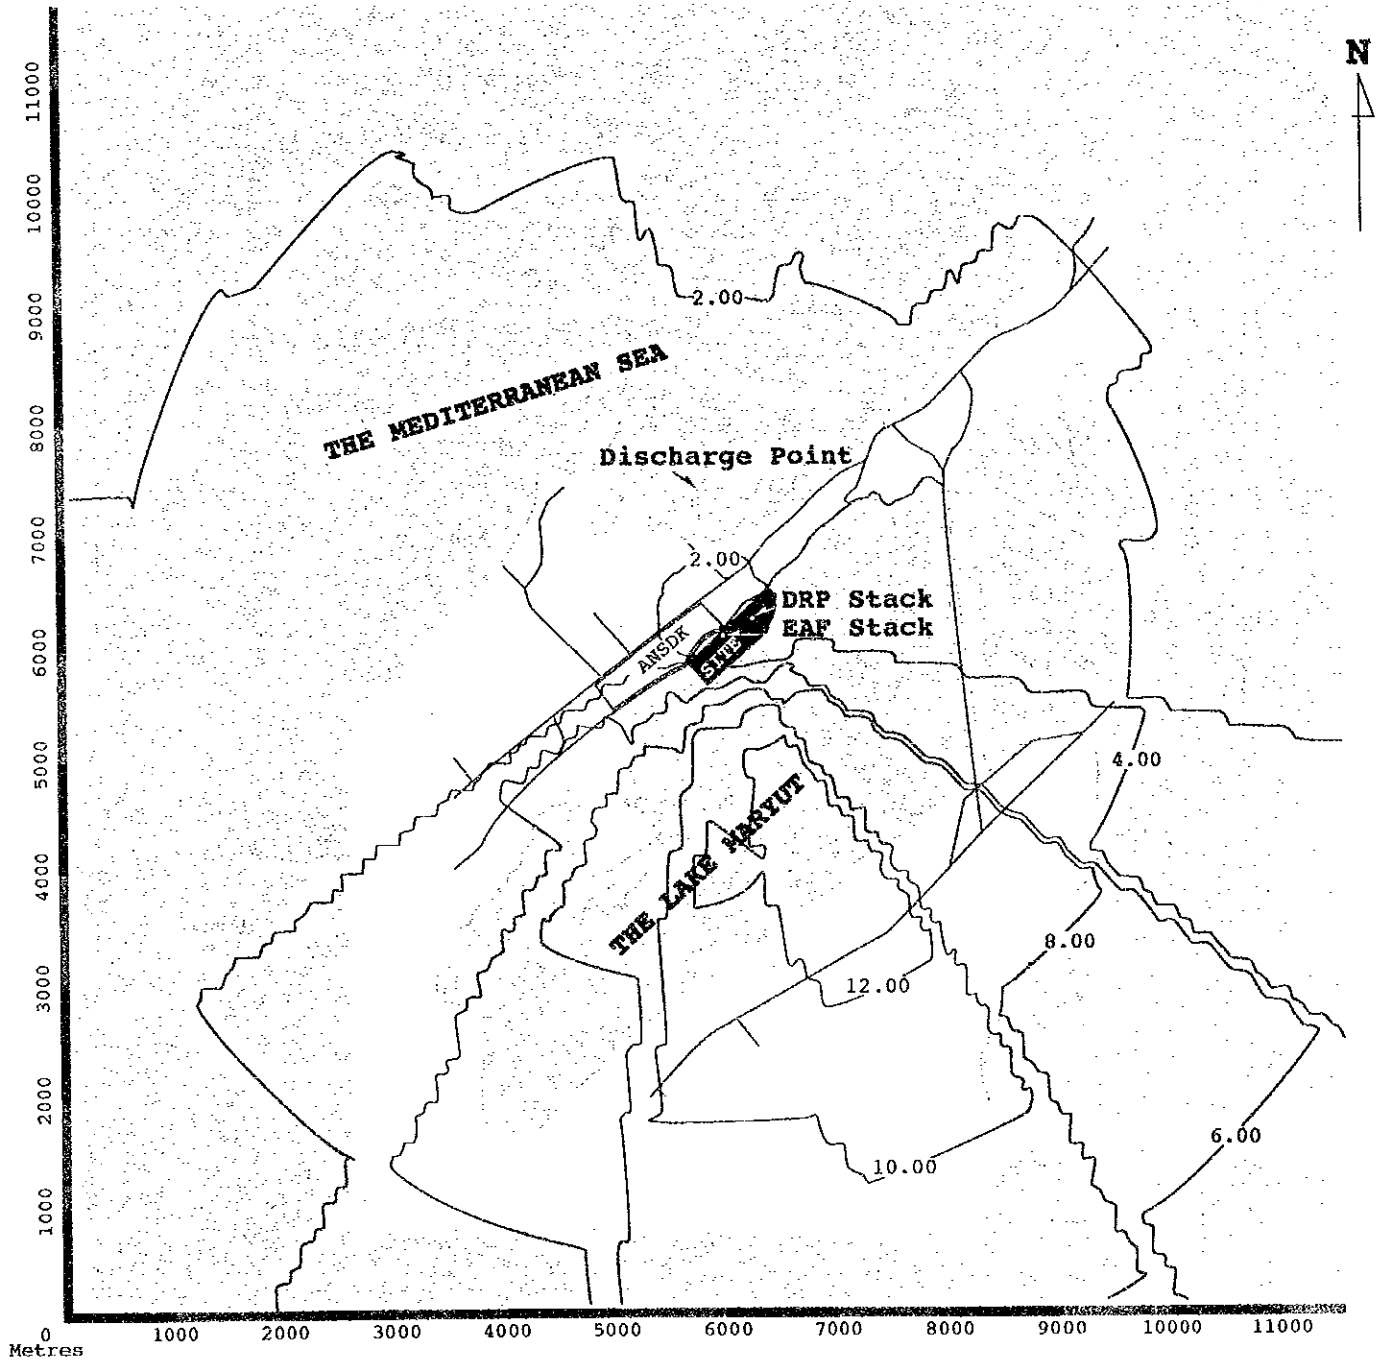 N
11000
10000
9000
8000
7000
6000
5000
4000
3000
2000
1000
0
2.00
THE MEDITERRANEAN SEA
Discharge Point
2.00
DRP Stack
EAF Stack
ANSDK
SITE
4.00
THE LAKE MARYUT
8.00
12.00
6.00
10.00
1000 2000 3000 4000 5000 6000 7000 8000 9000 10000 11000
Metres